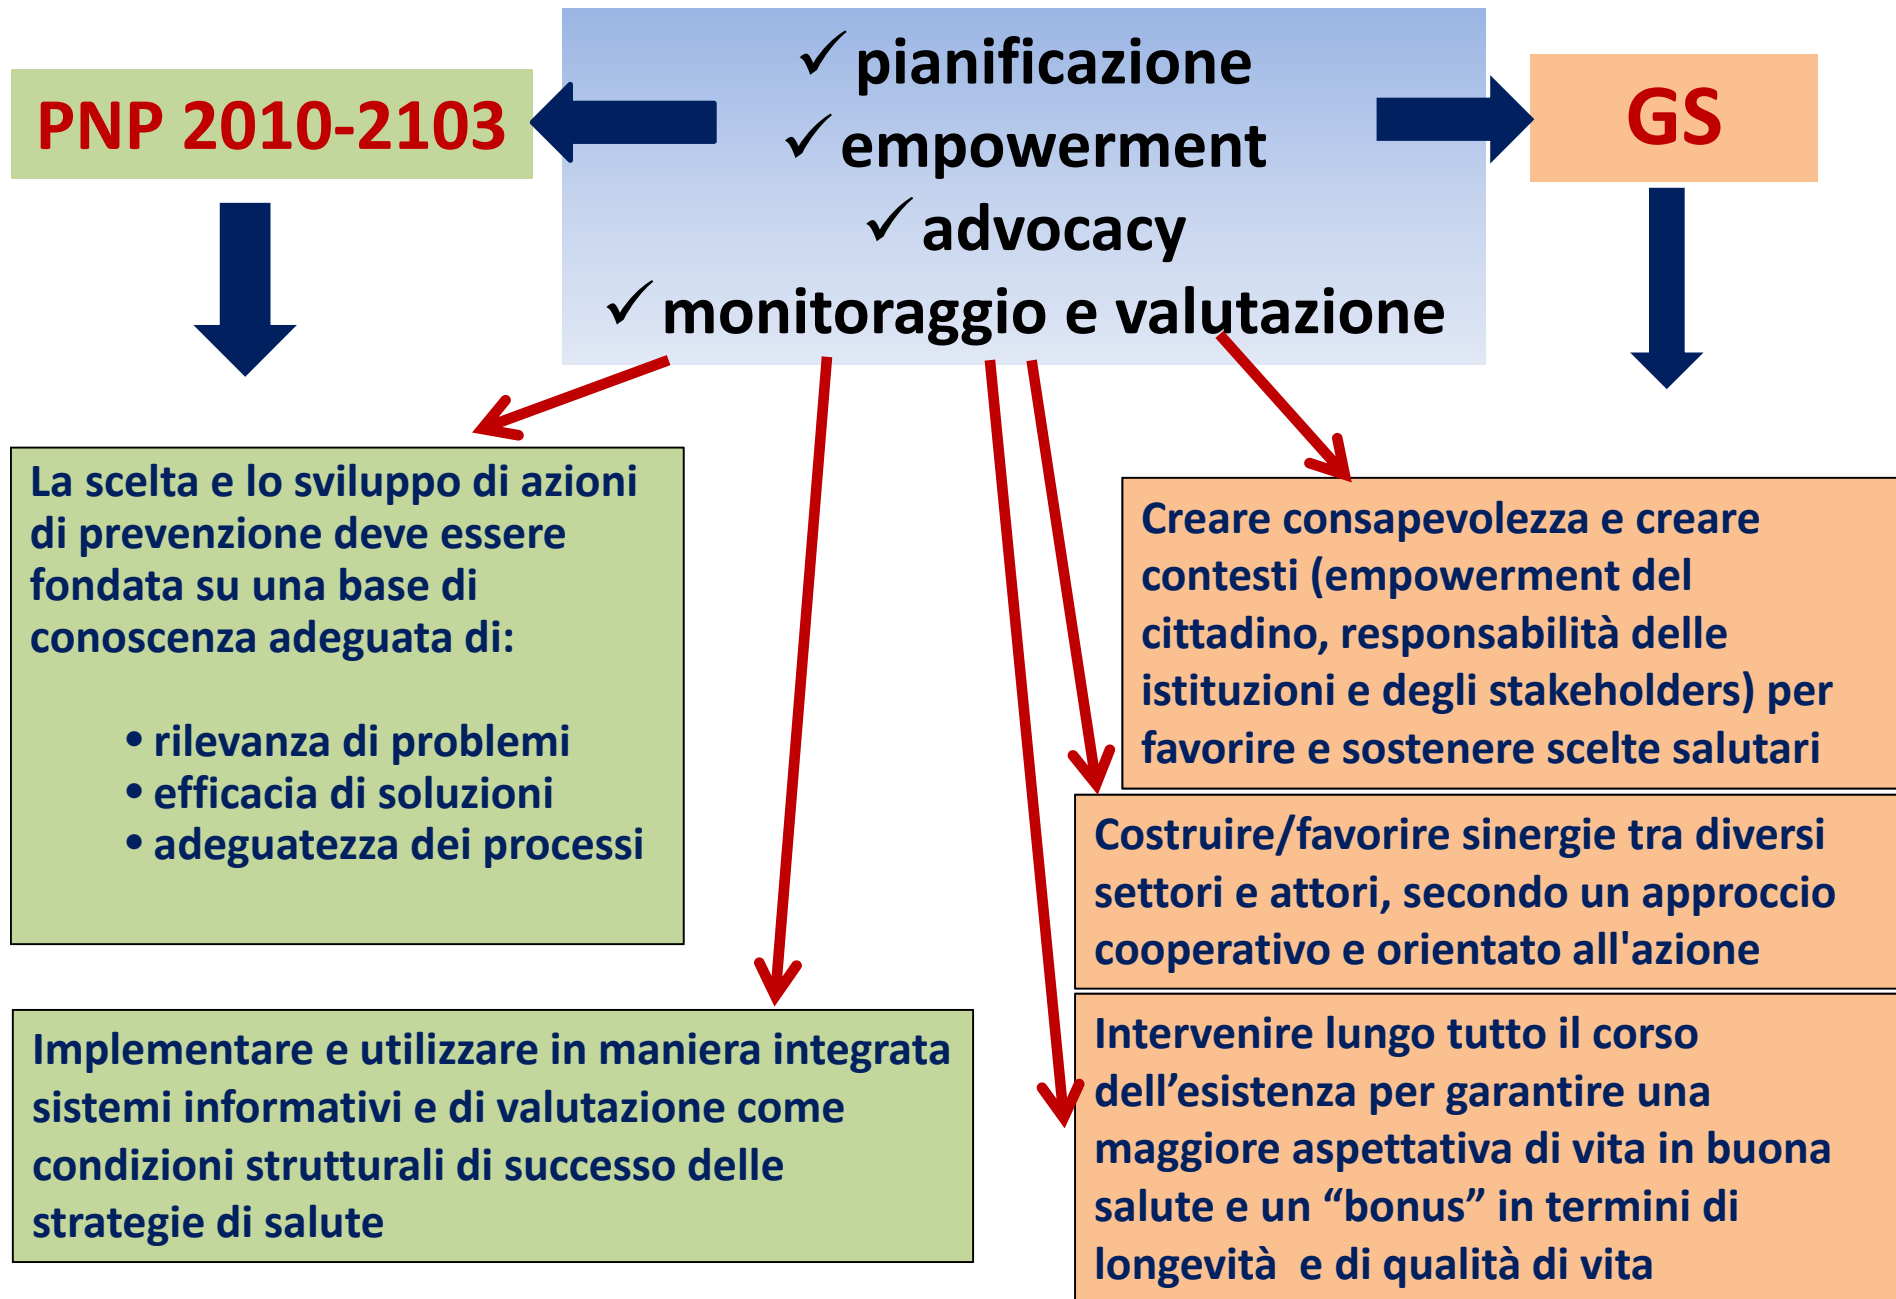 PNP 2010-2103
✓ pianificazione
✓ empowerment
✓ advocacy
✓ monitoraggio e valutazione
GS
La scelta e lo sviluppo di azioni
di prevenzione deve essere
fondata su una base di
conoscenza adeguata di:
• rilevanza di problemi
• efficacia di soluzioni
• adeguatezza dei processi
Implementare e utilizzare in maniera integrata
sistemi informativi e di valutazione come
condizioni strutturali di successo delle
strategie di salute
Creare consapevolezza e creare
contesti (empowerment del
cittadino, responsabilità delle
istituzioni e degli stakeholders) per
favorire e sostenere scelte salutari
Costruire/favorire sinergie tra diversi
settori e attori, secondo un approccio
cooperativo e orientato all'azione
Intervenire lungo tutto il corso
dell’esistenza per garantire una
maggiore aspettativa di vita in buona
salute e un “bonus” in termini di
longevità e di qualità di vita